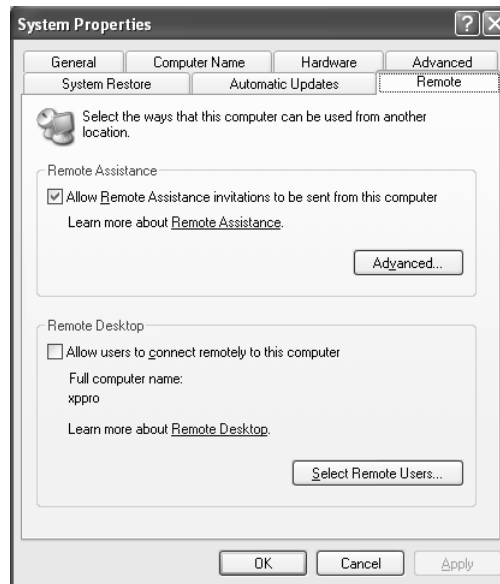 System Properties
General Computer Name Hardware Advanced
System Restore Automatic Updates Remote
Select the ways that this computer can be used from another
location.
Remote Assistance
Allow Remote Assistance invitations to be sent from this computer
Learn more about Remote Assistance.
Advanced...
Remote Desktop
Allow users to connect remotely to this computer
Full computer name:
xppro
Learn more about Remote Desktop.
Select Remote Users...
OK Cancel Apply